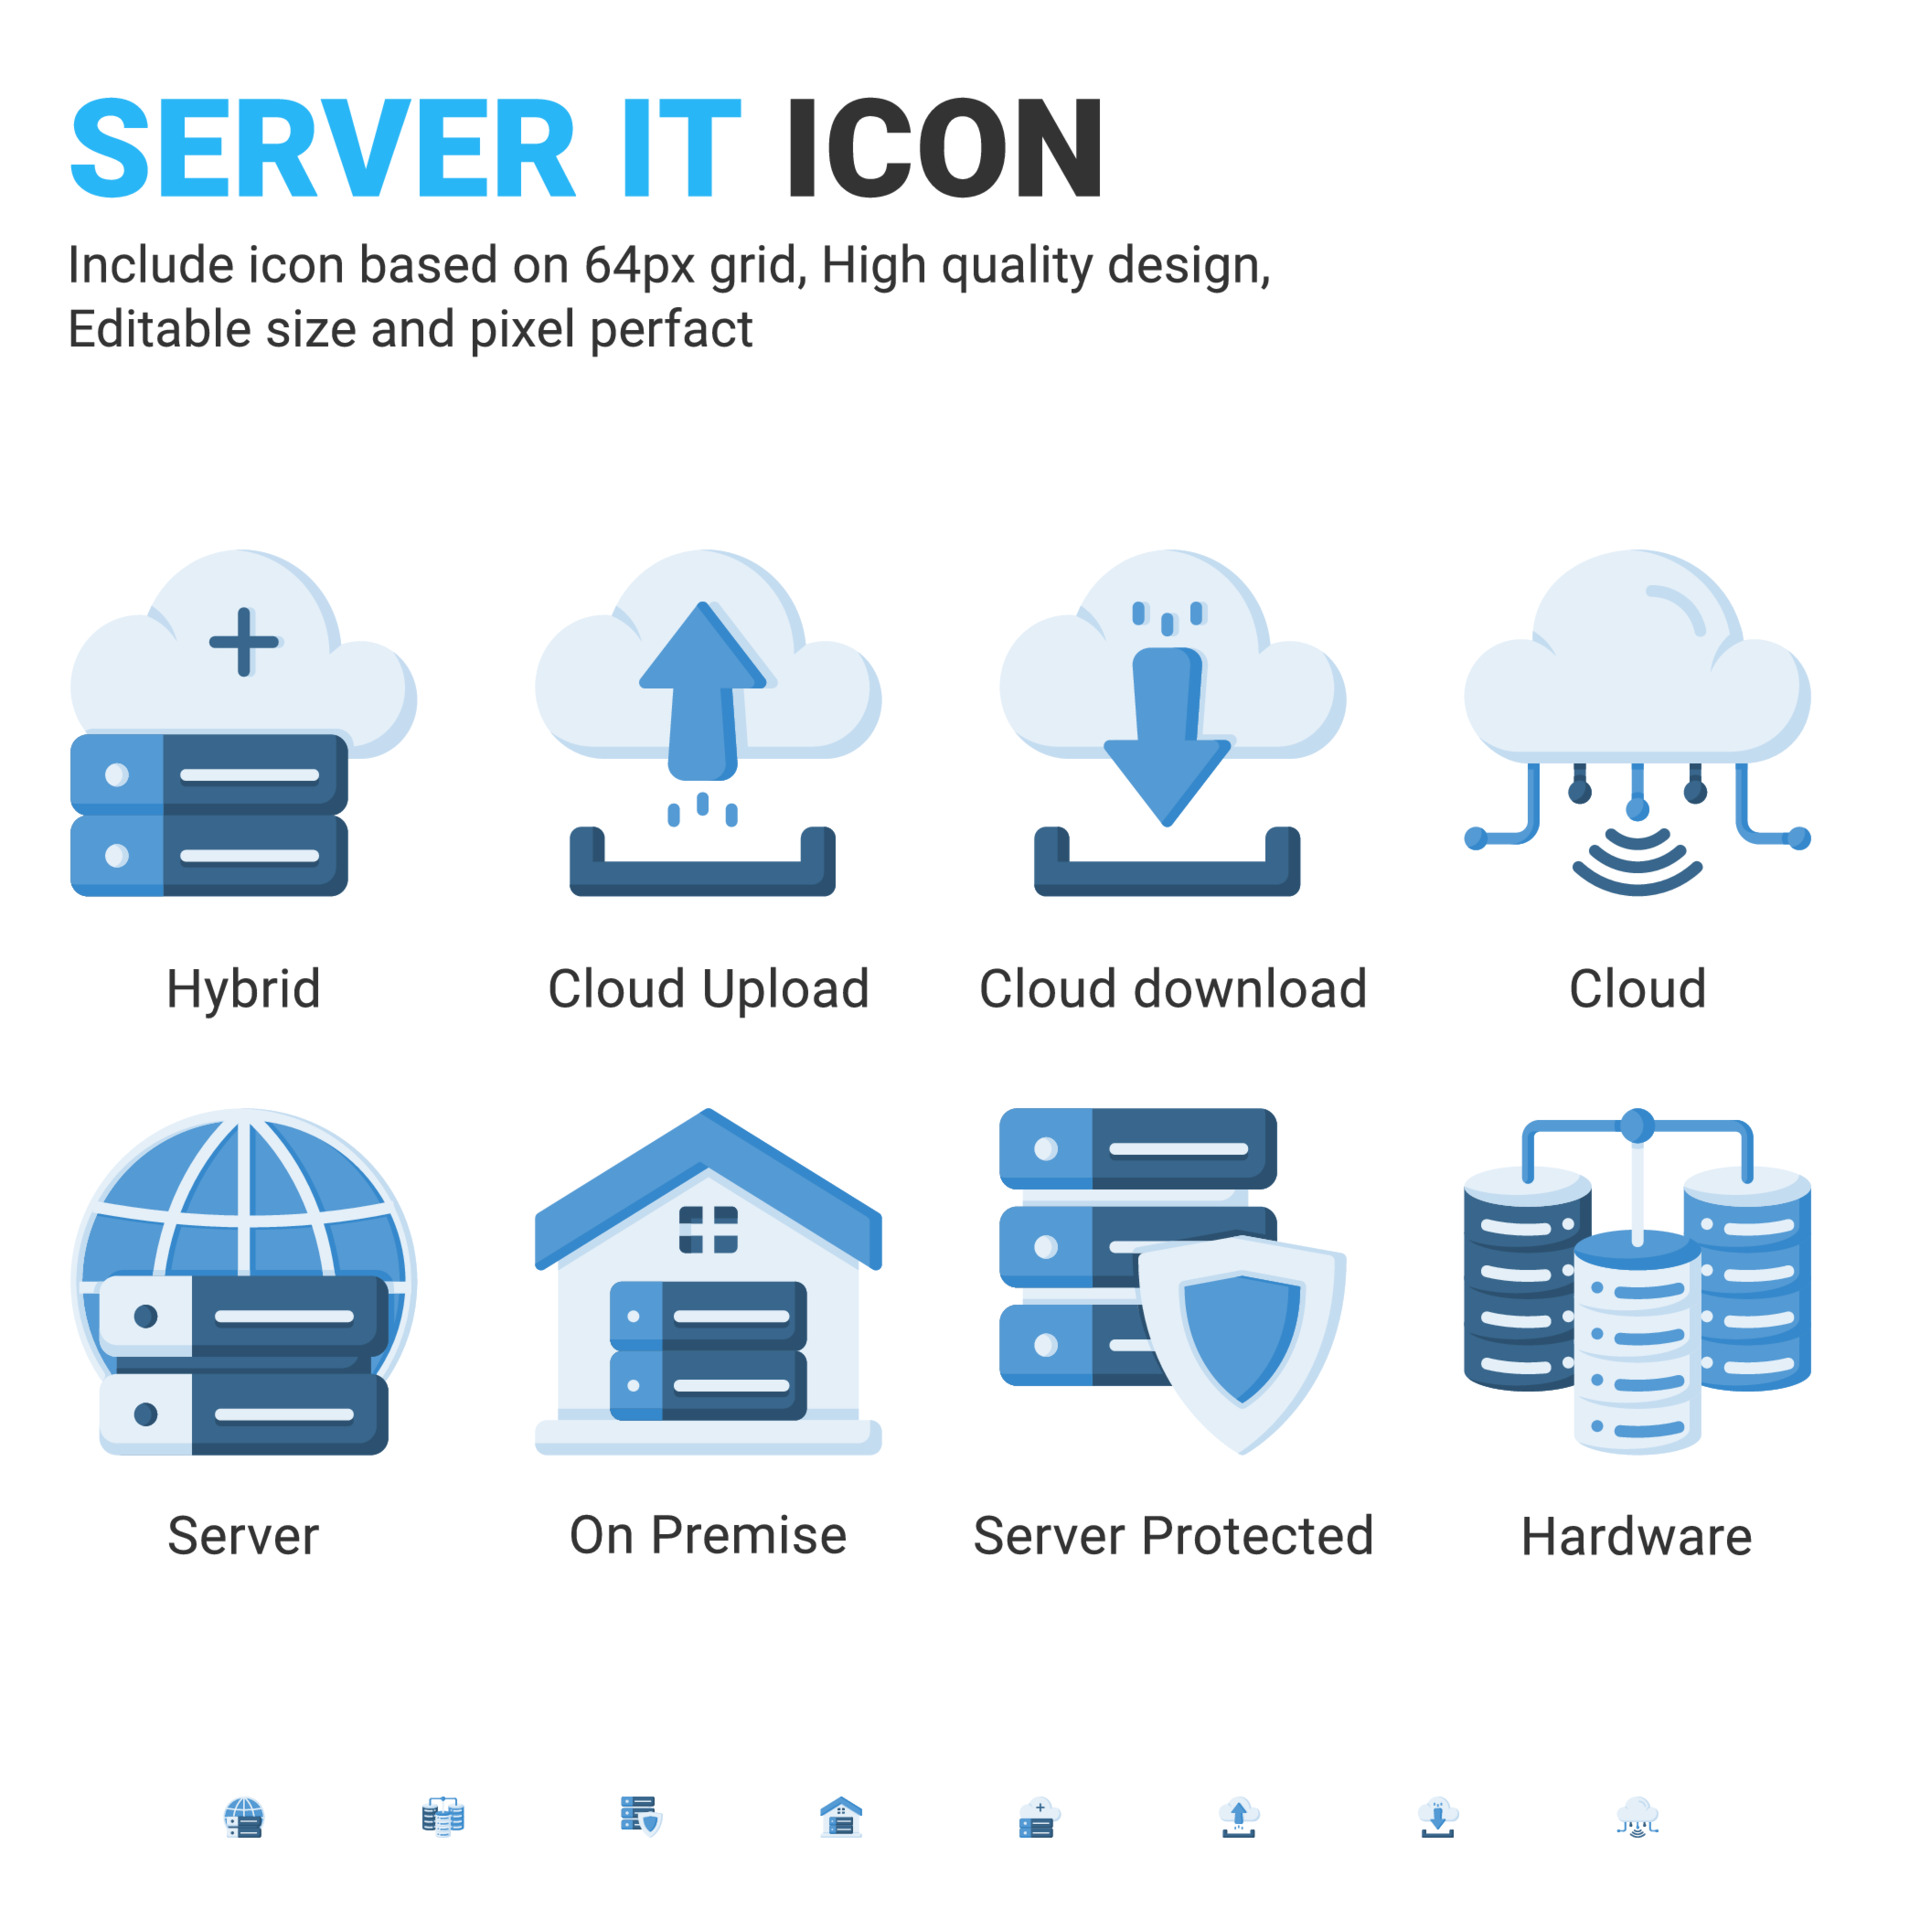 SERVER IT ICON
Include icon based on 64px grid, High quality design,
Editable size and pixel perfact
Hybrid
Cloud Upload
Cloud download
Cloud
Server
On Premise
Server Protected
Hardware